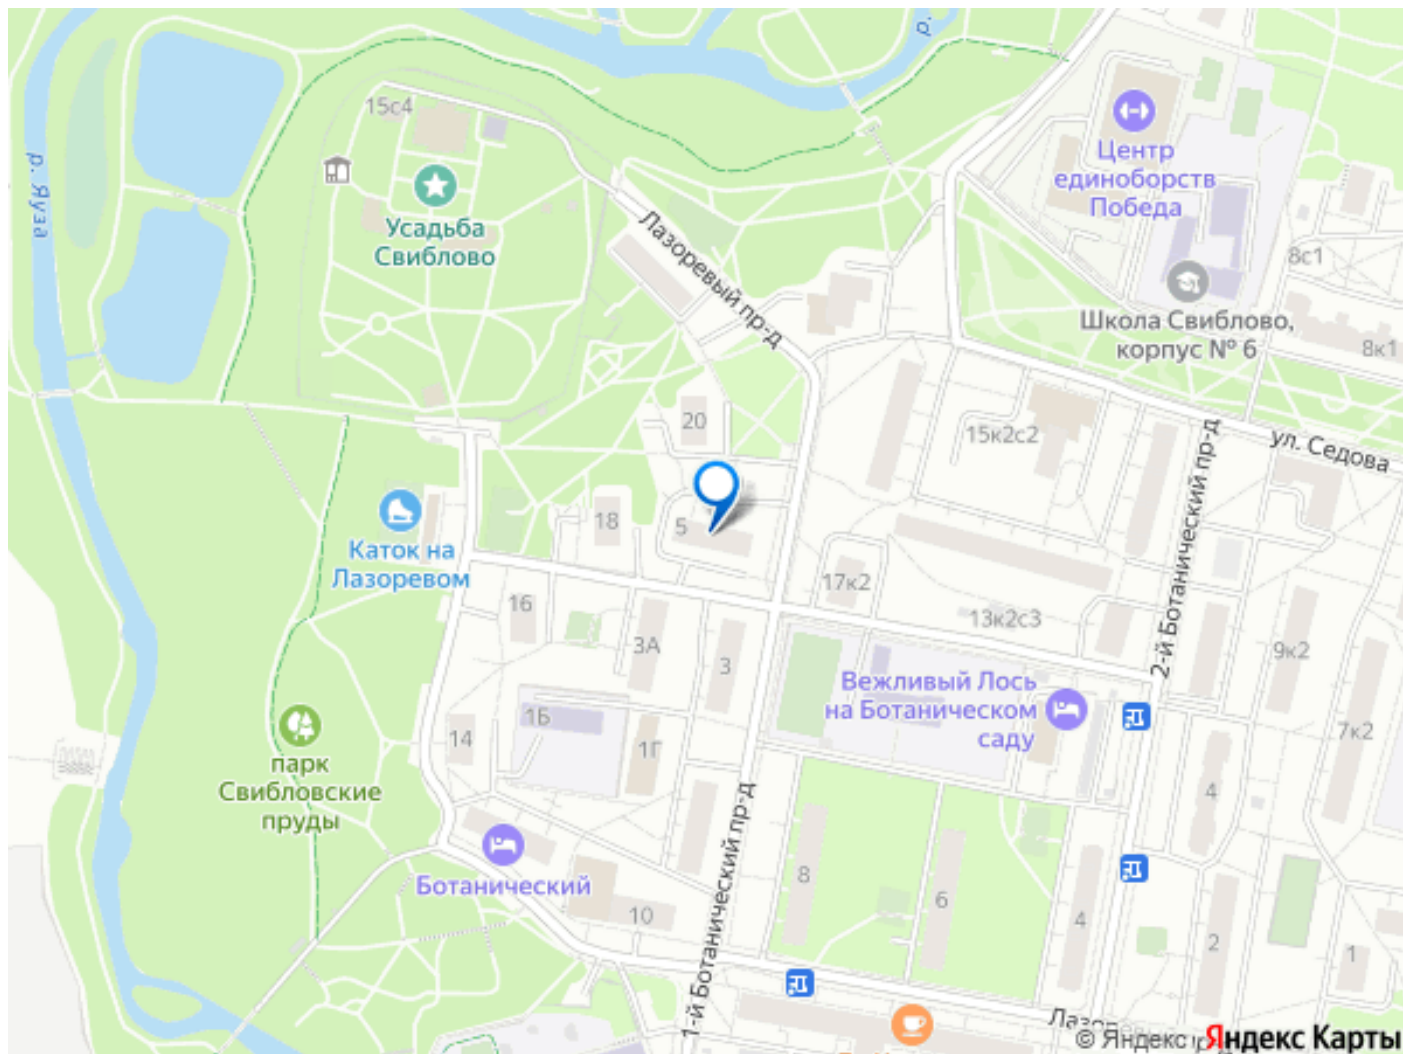 р.
15с4
р. Яуза
Центр
единоборств
Победа
Усадьба
Свиблово
Лазоревый пр-д
8с1
Школа Свиблово,
корпус № 6
8к1
20
15к2с2
ул. Седова
2-й Ботанический пр-д
Каток на
Лазоревом
18
5
17к2
16
13к2с3
3А
3
9к2
Вежливый Лось
на Ботаническом
саду
1Б
14
1Г
7к2
парк
Свибловские
пруды
4
1-й Ботанический пр-д
Ботанический
8
6
10
4
2
1
© Яндекс
Яндекс Карты